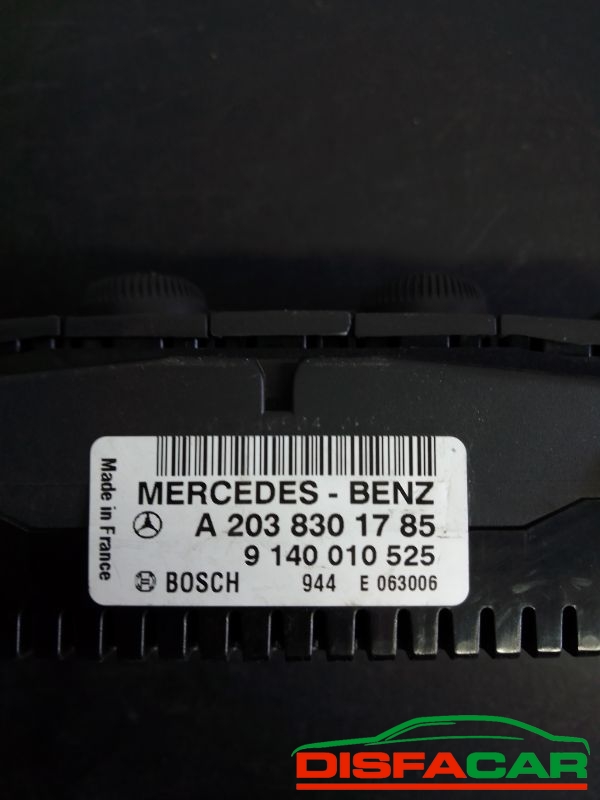 Made in France
MERCEDES - BENZ
A 203 830 17 85
9 140 010 525
BOSCH 944 E 063006
DISFACAR